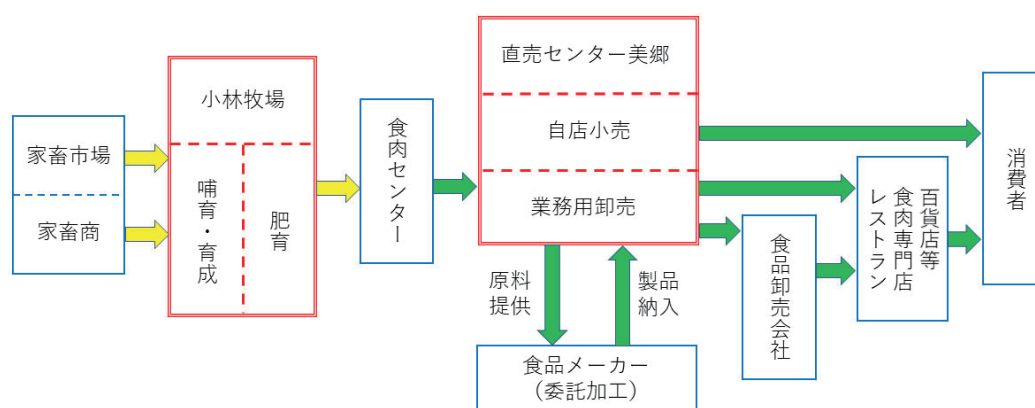 家畜市場
家畜商
小林牧場
哺育・育成
肥育
食肉センター
直売センター美郷
自店小売
業務用卸売
原料
提供
製品
納入
食品メーカー
(委託加工)
食品卸売会社
百貨店等
食肉専門店
レストラン
消費者